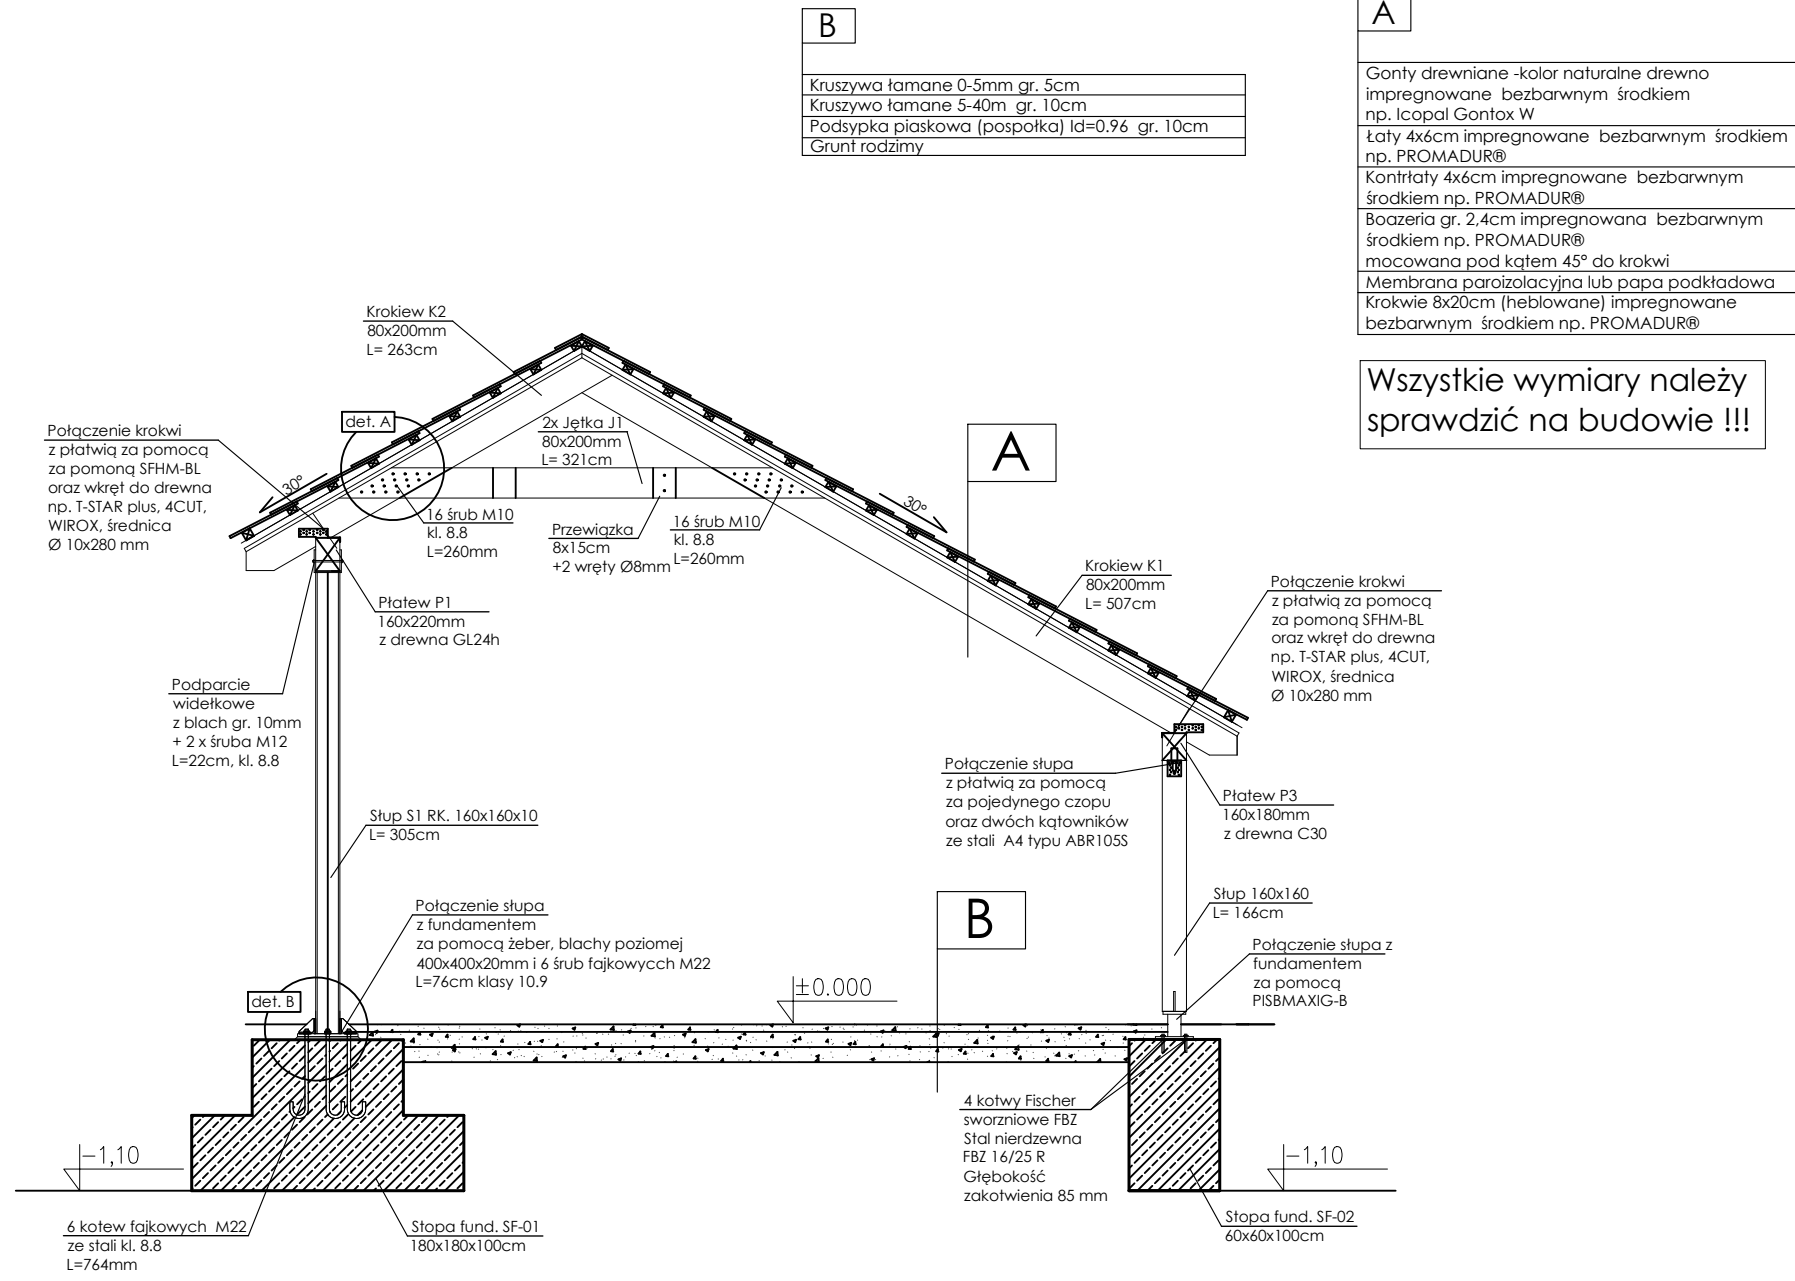 B
Kruszywa łamane 0-5mm gr. 5cm
Kruszywo łamane 5-40m gr. 10cm
Podsypka piaskowa (pospołka) Id=0.96 gr. 10cm
Grunt rodzimy
A
Gonty drewniane -kolor naturalne drewno
impregnowane bezbarwnym środkiem
np. Icopal Gontox W
Łaty 4x6cm impregnowane bezbarwnym środkiem
np. PROMADUR®
Kontrłaty 4x6cm impregnowane bezbarwnym
środkiem np. PROMADUR®
Boazeria gr. 2,4cm impregnowana bezbarwnym
środkiem np. PROMADUR®
mocowana pod kątem 45° do krokwi
Membrana paroizolacyjna lub papa podkładowa
Krokwie 8x20cm (heblowane) impregnowane
bezbarwnym środkiem np. PROMADUR®
Wszystkie wymiary należy
sprawdzić na budowie !!!
Krokiew K2
80x200mm
L= 263cm
det. A
2x Jętka J1
80x200mm
L= 321cm
Połączenie krokwi
z płatwią za pomocą
za pomoną SFHM-BL
oraz wkręt do drewna
np. T-STAR plus, 4CUT,
WIROX, średnica
Ø 10x280 mm
30°
30°
A
16 śrub M10
kl. 8.8
L=260mm
Przewiązka
8x15cm
+2 wręty Ø8mm
16 śrub M10
kl. 8.8
L=260mm
Krokiew K1
80x200mm
L= 507cm
Połączenie krokwi
z płatwią za pomocą
za pomoną SFHM-BL
oraz wkręt do drewna
np. T-STAR plus, 4CUT,
WIROX, średnica
Ø 10x280 mm
Płatew P1
160x220mm
z drewna GL24h
Podparcie
widełkowe
z blach gr. 10mm
+ 2 x śruba M12
L=22cm, kl. 8.8
Połączenie słupa
z płatwią za pomocą
za pojedynego czopu
oraz dwóch kątowników
ze stali A4 typu ABR105S
Płatew P3
160x180mm
z drewna C30
Słup S1 RK. 160x160x10
L= 305cm
Słup 160x160
L= 166cm
B
Połączenie słupa
z fundamentem
za pomocą żeber, blachy poziomej
400x400x20mm i 6 śrub fajkowycch M22
L=76cm klasy 10.9
Połączenie słupa z
fundamentem
za pomocą
PISBMAXIG-B
det. B
±0.000
4 kotwy Fischer
sworzniowe FBZ
Stal nierdzewna
FBZ 16/25 R
Głębokość
zakotwienia 85 mm
-1,10
-1,10
6 kotew fajkowych M22
ze stali kl. 8.8
L=764mm
Stopa fund. SF-01
180x180x100cm
Stopa fund. SF-02
60x60x100cm